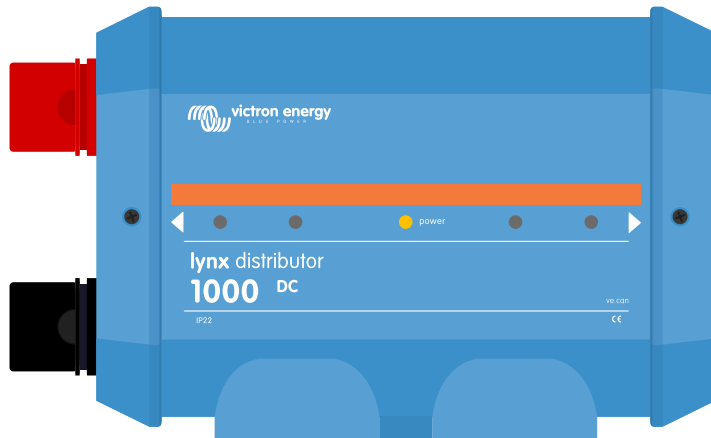 victron energy
BLUE POWER
power
lynx distributor
1000 DC
ve.can
IP22
CE